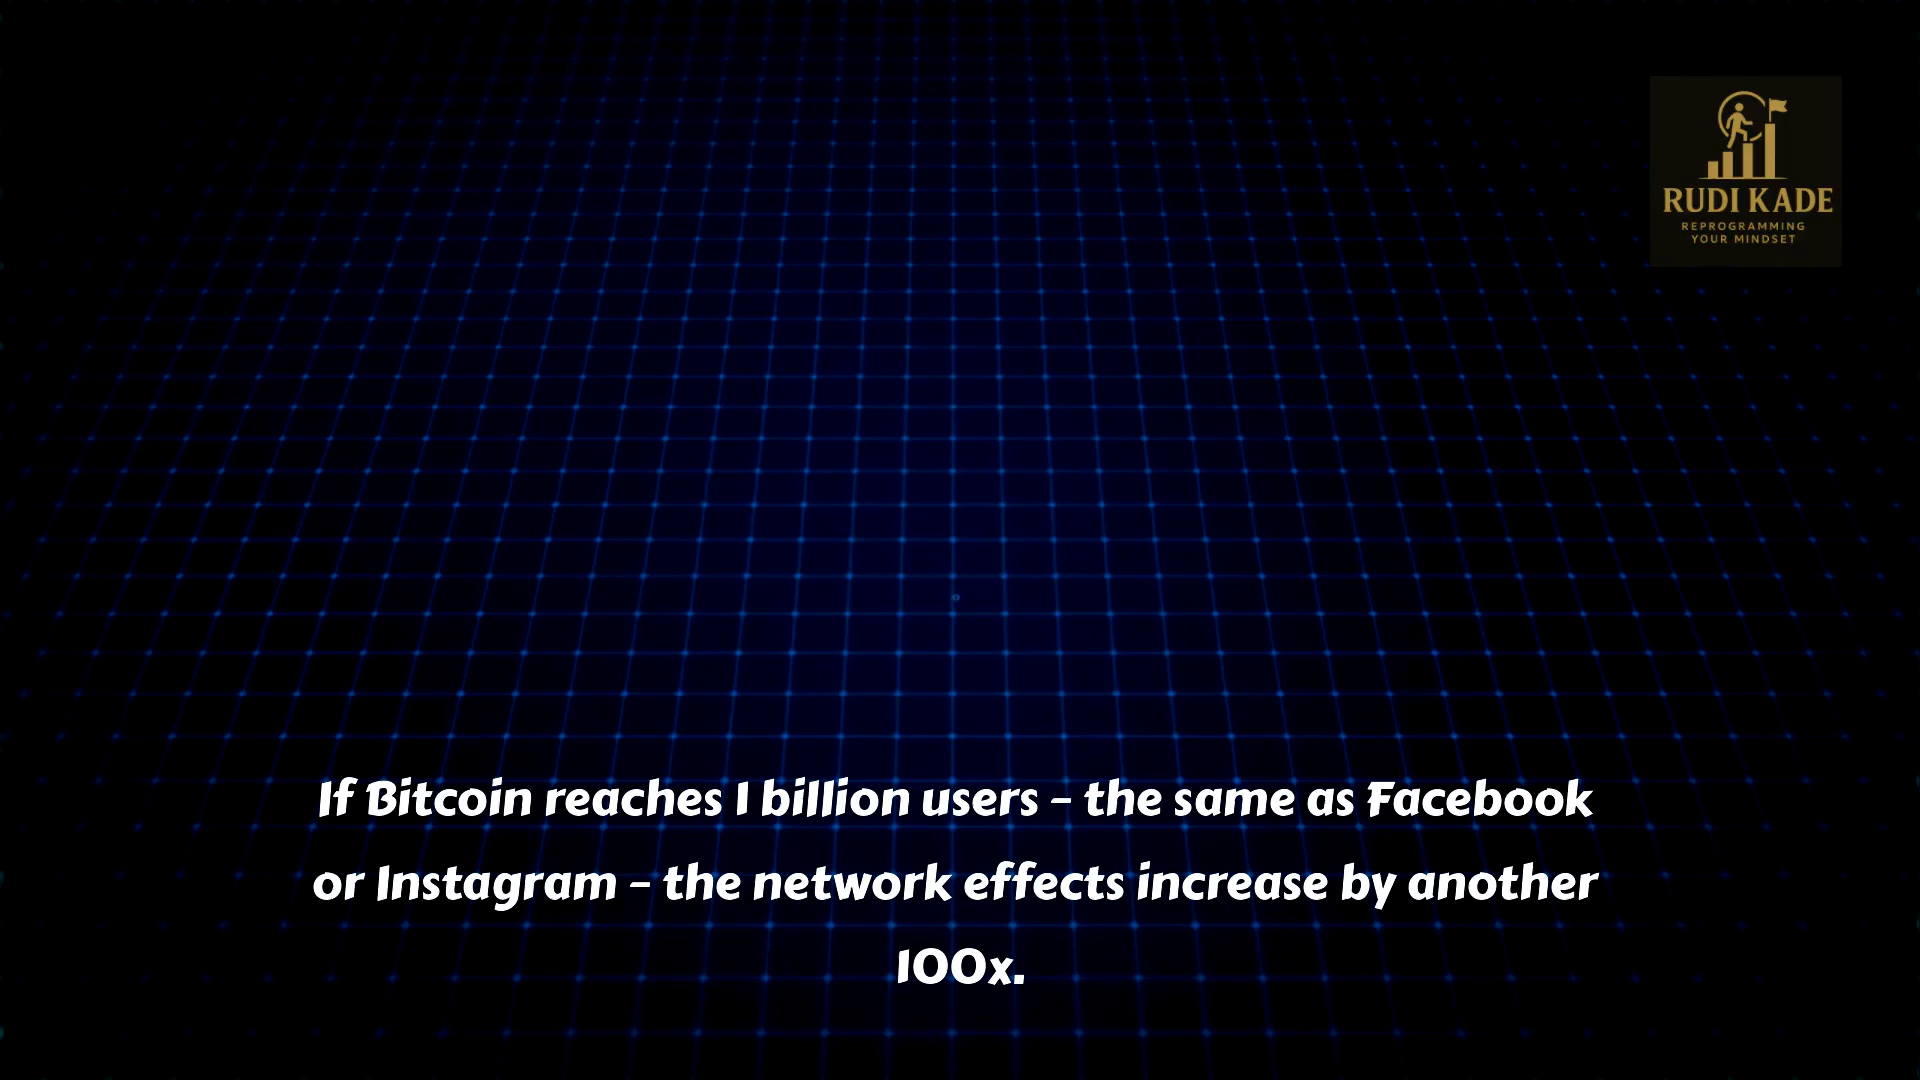 RUDI KADE
REPROGRAMMING
YOUR MINDSET
If Bitcoin reaches 1 billion users – the same as Facebook
or Instagram – the network effects increase by another
100x.